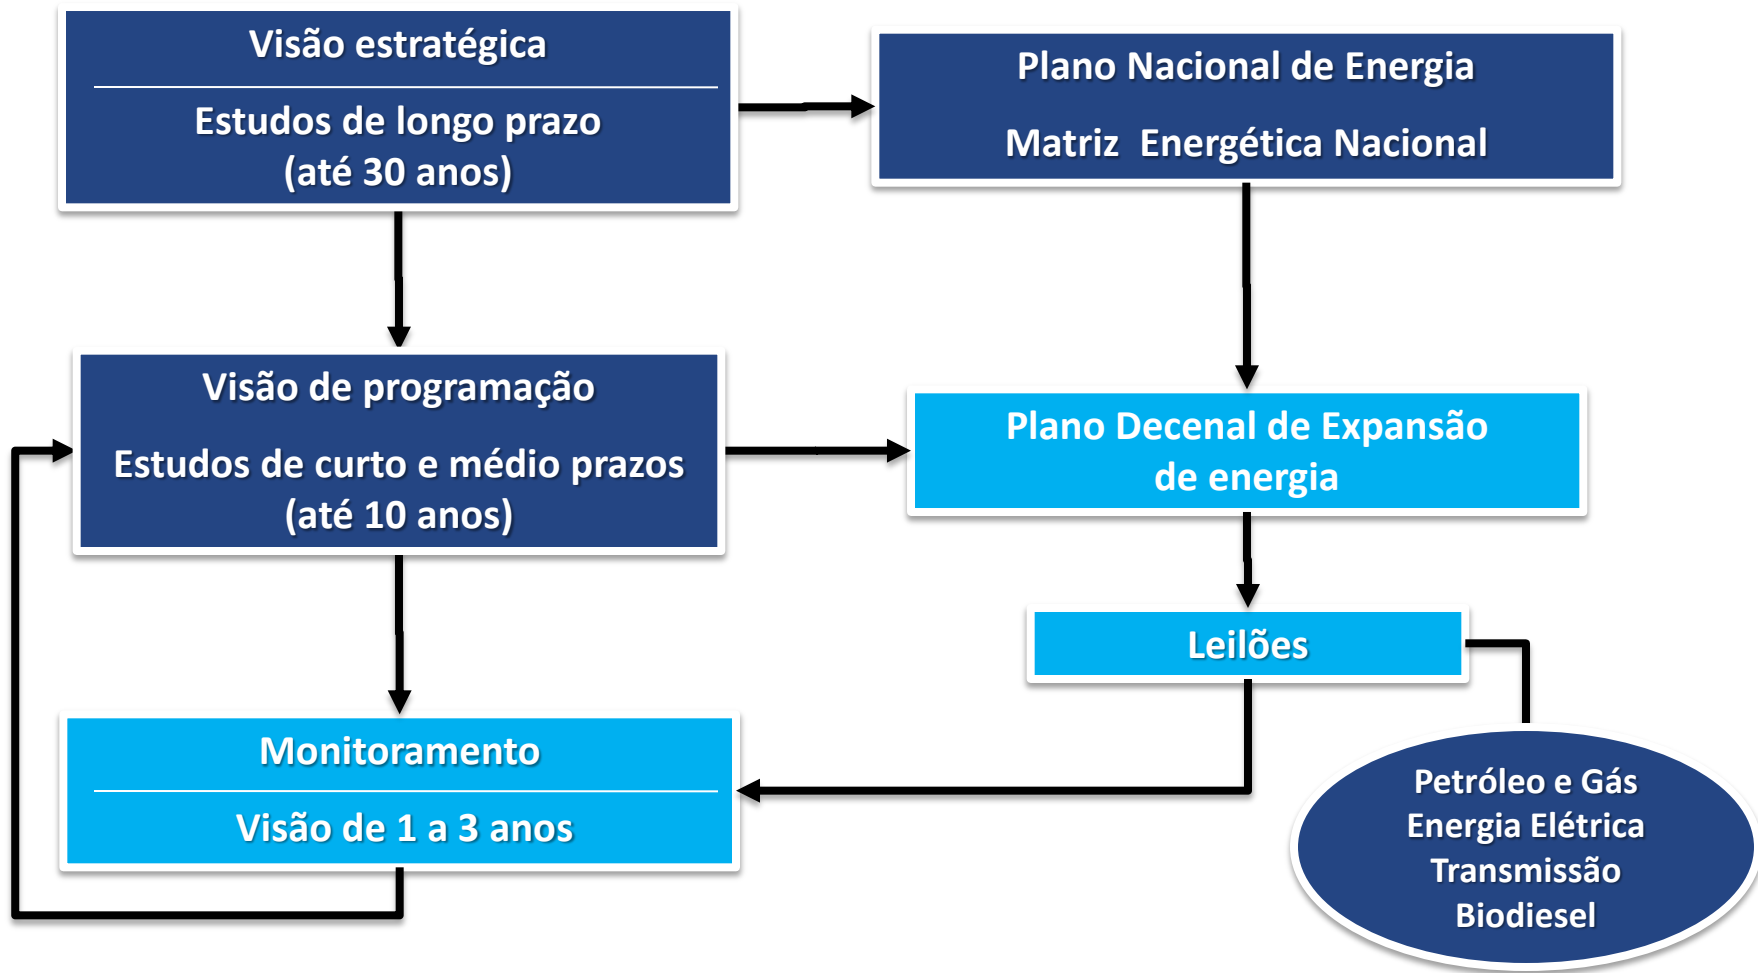 Visão estratégica
Estudos de longo prazo
(até 30 anos)
Plano Nacional de Energia
Matriz Energética Nacional
Visão de programação
Estudos de curto e médio prazos
(até 10 anos)
Plano Decenal de Expansão
de energia
Leilões
Monitoramento
Visão de 1 a 3 anos
Petróleo e Gás
Energia Elétrica
Transmissão
Biodiesel